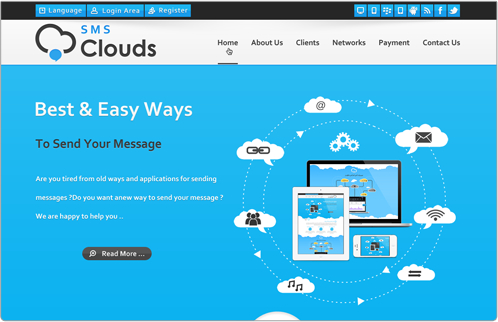 Language
Login Area
Register
SMS
Clouds
Home
About Us
Clients
Networks
Payment
Contact Us
Best & Easy Ways
To Send Your Message
Are you tired from old ways and applications for sending
messages ?Do you want anew way to send your message ?
We are happy to help you ..
Read More ...
@